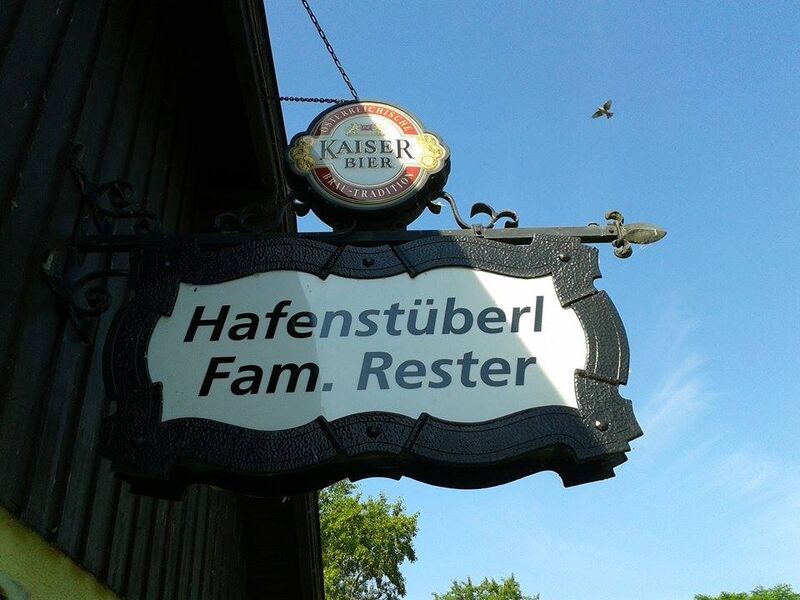 ÖSTERREICHISCHE
KAISER
BIER
BRAU-TRADITION
Hafenstüberl
Fam. Rester